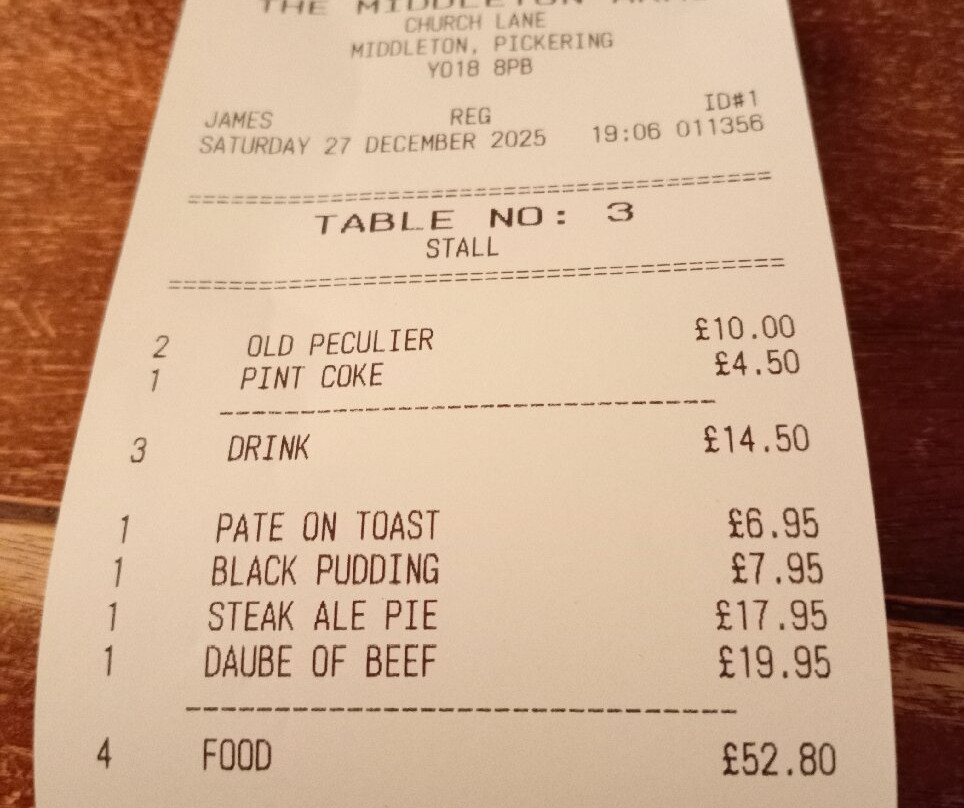 THE MIDDLETON ARMS
CHURCH LANE
MIDDLETON, PICKERING
YO18 8PB
JAMES REG ID#1
SATURDAY 27 DECEMBER 2025 19:06 011356
========================================
TABLE NO: 3
STALL
========================================
2 OLD PECULIER £10.00
1 PINT COKE £4.50
----------------------------------------
3 DRINK £14.50
1 PATE ON TOAST £6.95
1 BLACK PUDDING £7.95
1 STEAK ALE PIE £17.95
1 DAUBE OF BEEF £19.95
----------------------------------------
4 FOOD £52.80